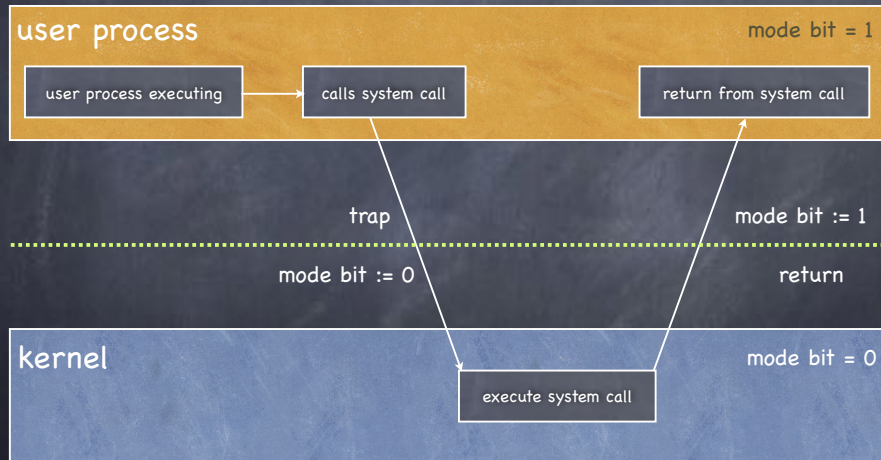 user process
mode bit = 1
user process executing
calls system call
return from system call
trap
mode bit := 1
mode bit := 0
return
kernel
mode bit = 0
execute system call